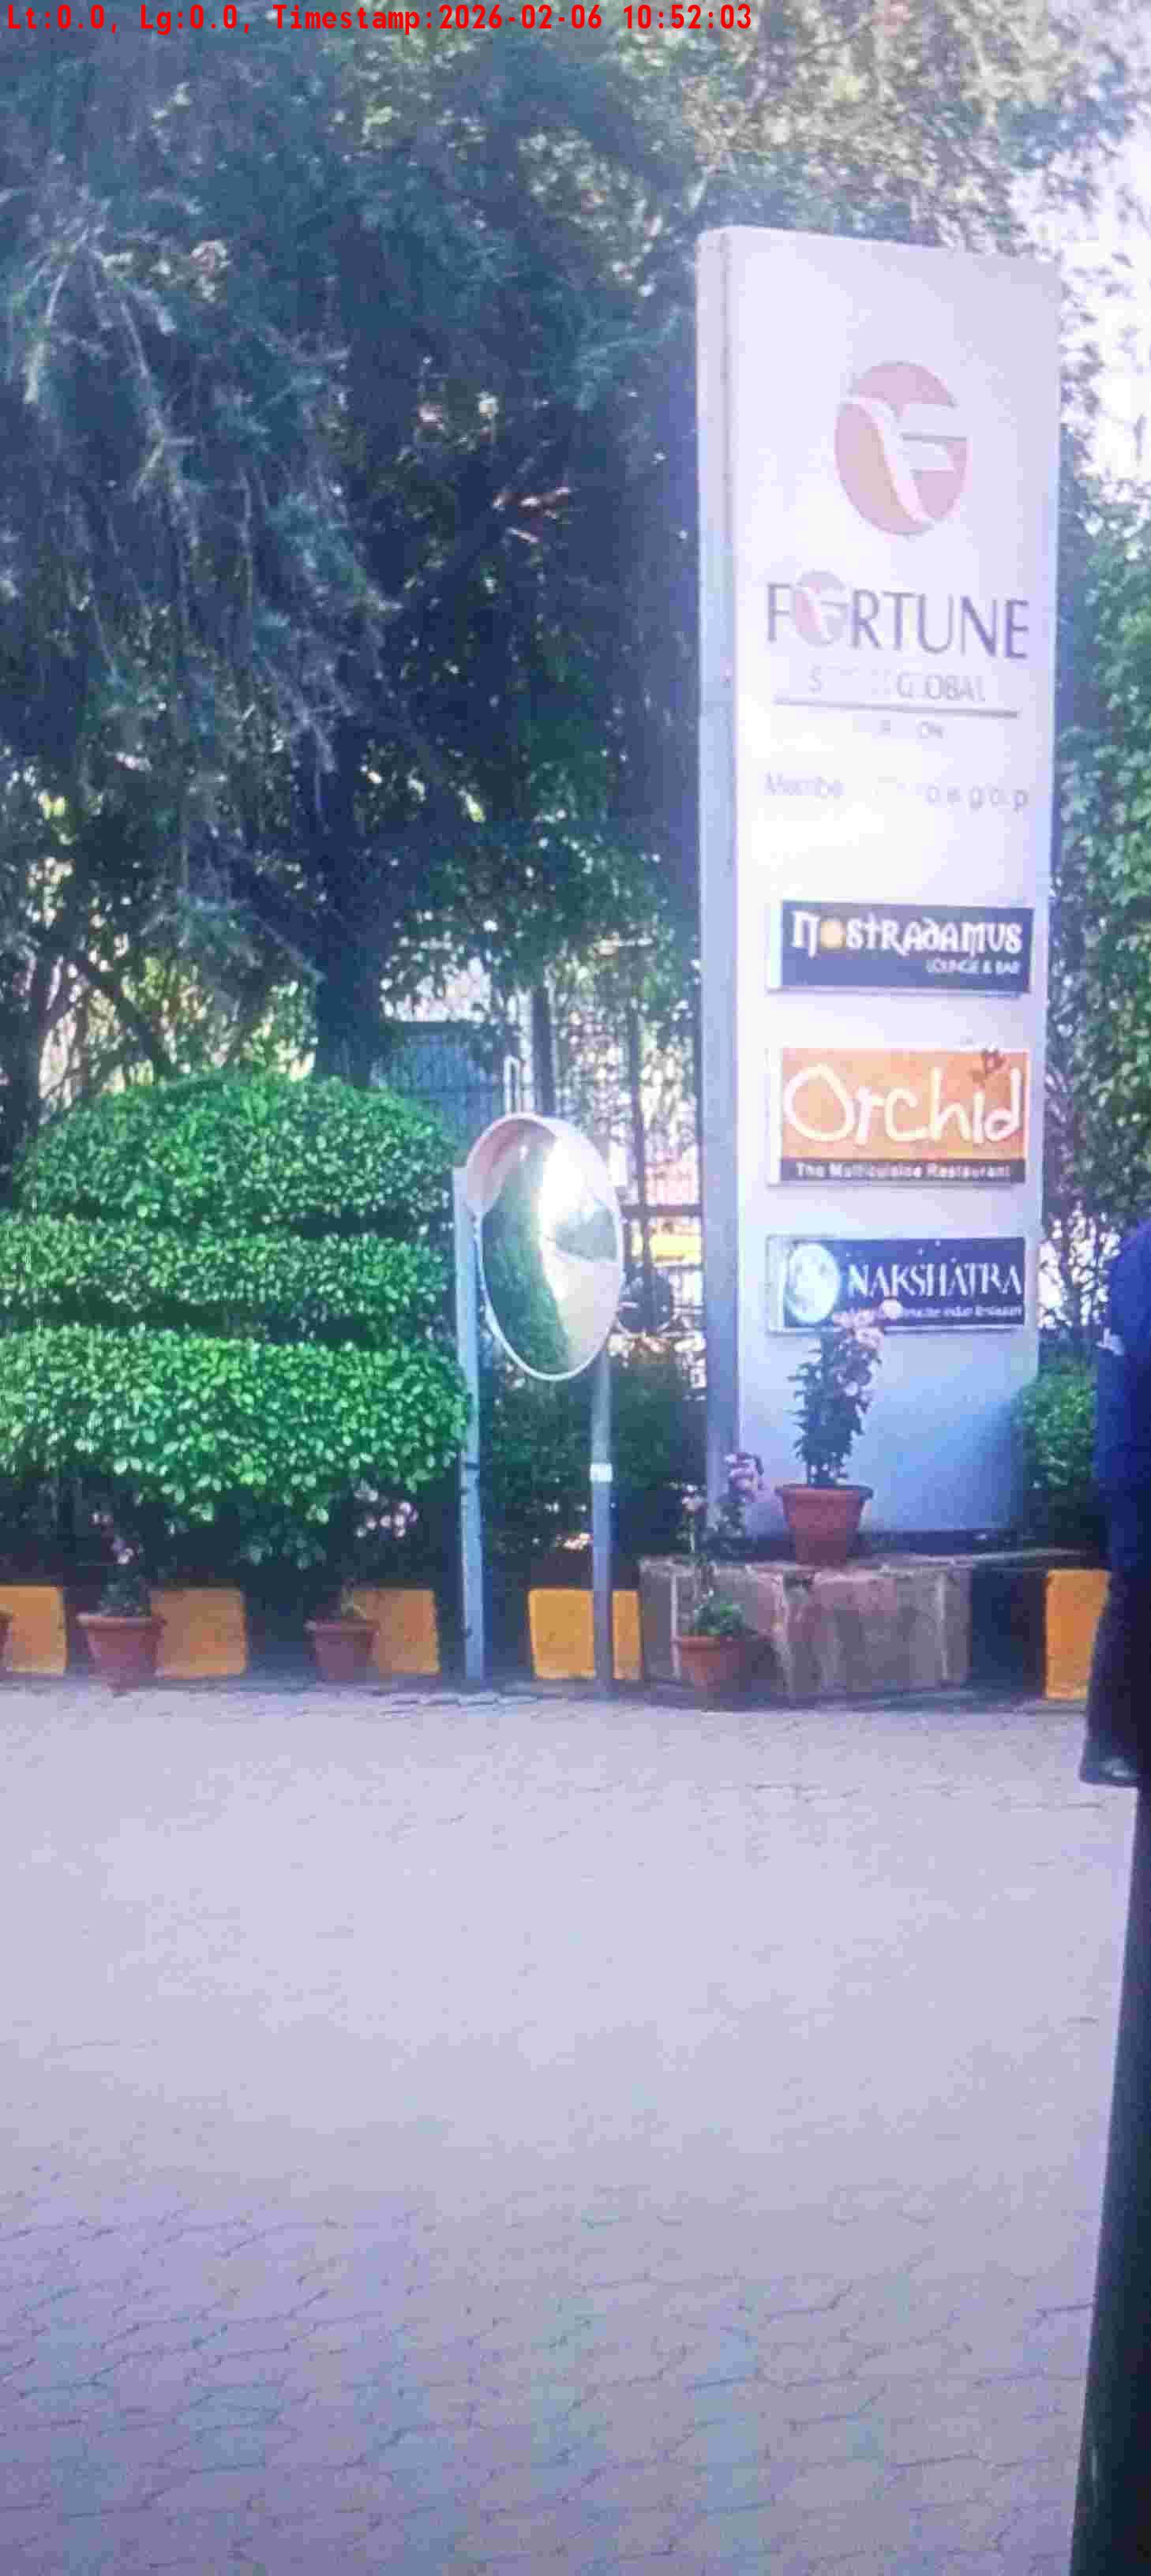 Lt:0.0, Lg:0.0, Timestamp:2026-02-06 10:52:03
FORTUNE
Nostradamus
LOUNGE & BAR
Orchid
The Multicuisine Restaurant
NAKSHATRA